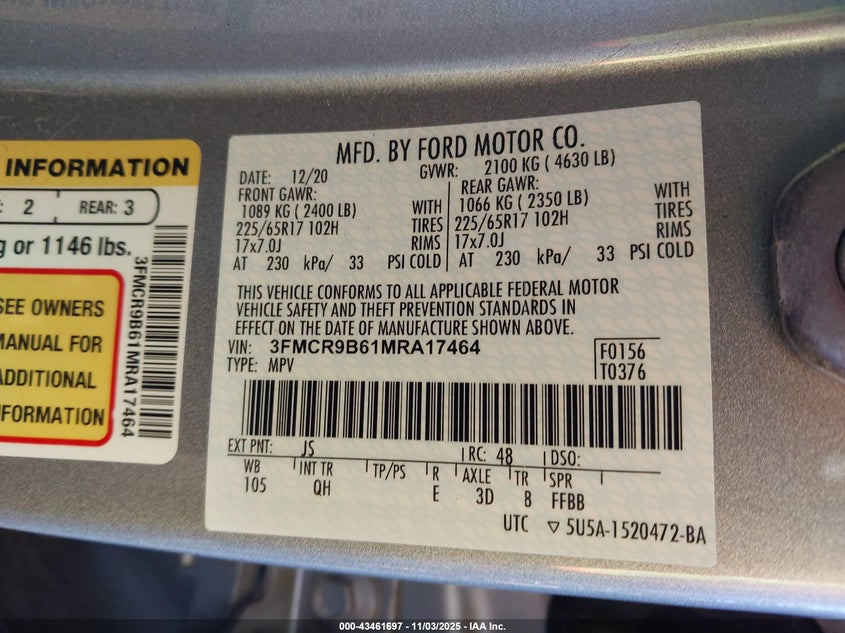 INFORMATION
: 2 REAR: 3
g or 1146 lbs.
SEE OWNERS
MANUAL FOR
ADDITIONAL
INFORMATION
3FMCR9B61MRA17464
MFD. BY FORD MOTOR CO.
DATE: 12/20 GVWR: 2100 KG ( 4630 LB)
FRONT GAWR: REAR GAWR:
1089 KG ( 2400 LB) WITH 1066 KG ( 2350 LB) WITH
225/65R17 102H TIRES 225/65R17 102H TIRES
17x7.0J RIMS 17x7.0J RIMS
AT 230 kPa/ 33 PSI COLD AT 230 kPa/ 33 PSI COLD
THIS VEHICLE CONFORMS TO ALL APPLICABLE FEDERAL MOTOR
VEHICLE SAFETY AND THEFT PREVENTION STANDARDS IN
EFFECT ON THE DATE OF MANUFACTURE SHOWN ABOVE.
VIN: 3FMCR9B61MRA17464 F0156
TYPE: MPV T0376
EXT PNT: JS RC: 48 DSO:
WB INT TR TP/PS R AXLE TR SPR
105 QH E 3D 8 FFBB
UTC ▽ 5U5A-1520472-BA
000-43461697 - 11/03/2025 - IAA Inc.